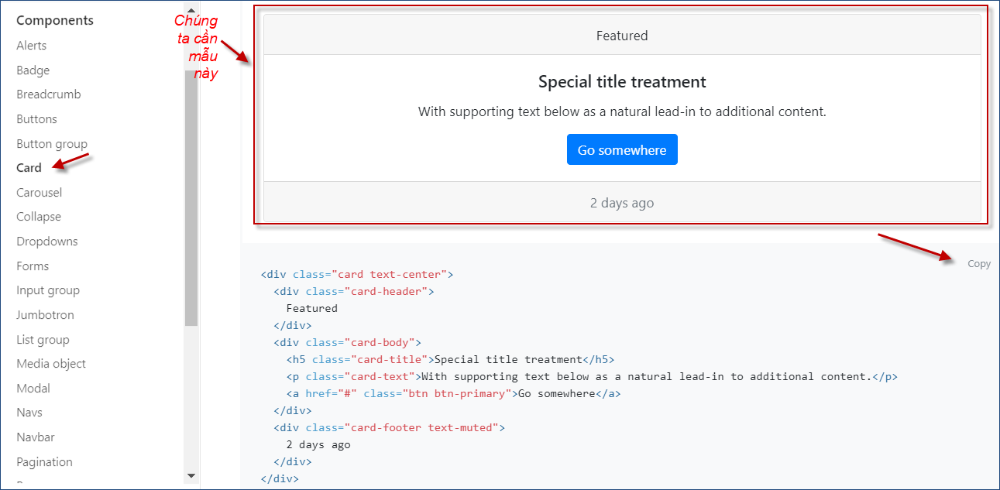 Components
Alerts
Badge
Breadcrumb
Buttons
Button group
Card
Carousel
Collapse
Dropdowns
Forms
Input group
Jumbotron
List group
Media object
Modal
Navs
Navbar
Pagination
Chúng
ta cần
mẫu
này
Featured
Special title treatment
With supporting text below as a natural lead-in to additional content.
Go somewhere
2 days ago
Copy
<div class="card text-center">
  <div class="card-header">
    Featured
  </div>
  <div class="card-body">
    <h5 class="card-title">Special title treatment</h5>
    <p class="card-text">With supporting text below as a natural lead-in to additional content.</p>
    <a href="#" class="btn btn-primary">Go somewhere</a>
  </div>
  <div class="card-footer text-muted">
    2 days ago
  </div>
</div>